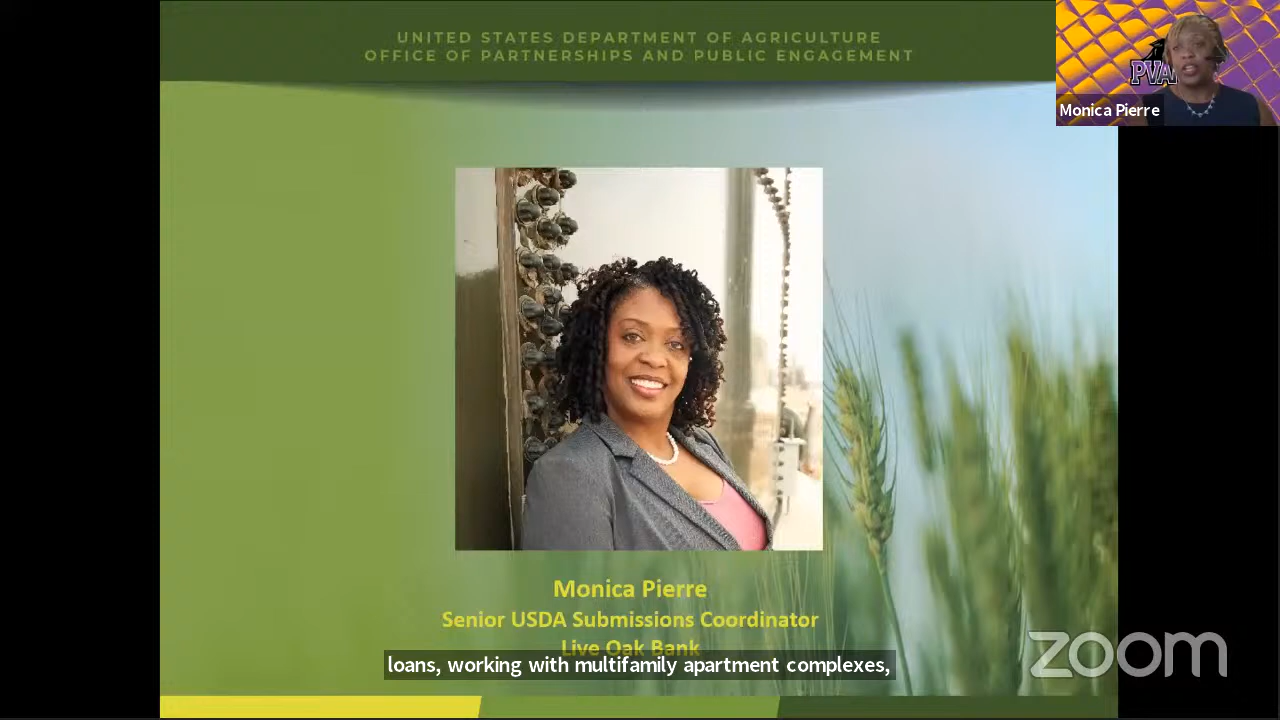 UNITED STATES DEPARTMENT OF AGRICULTURE
OFFICE OF PARTNERSHIPS AND PUBLIC ENGAGEMENT
Monica Pierre
Monica Pierre
Senior USDA Submissions Coordinator
Live Oak Bank
loans, working with multifamily apartment complexes,
zoom